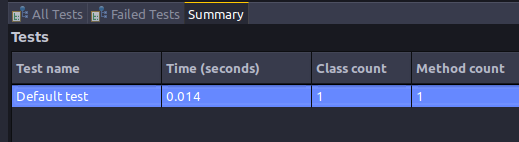 All Tests Failed Tests Summary
Tests
Test name Time (seconds) Class count Method count
Default test 0.014 1 1